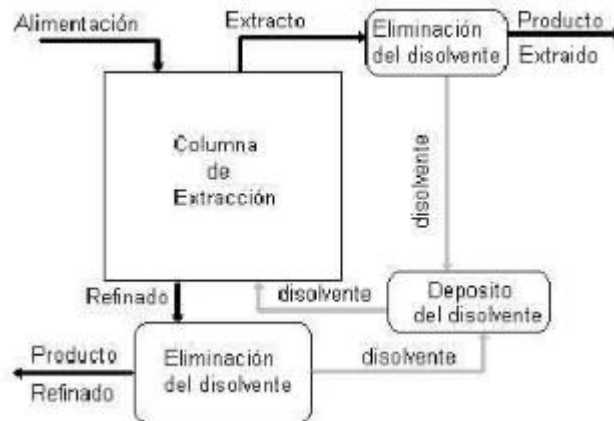 Alimentación
Extracto
Eliminación
del disolvente
Producto
Extraido
Columna
de
Extracción
disolvente
Refinado
disolvente
Deposito
del disolvente
Producto
Refinado
Eliminación
del disolvente
disolvente